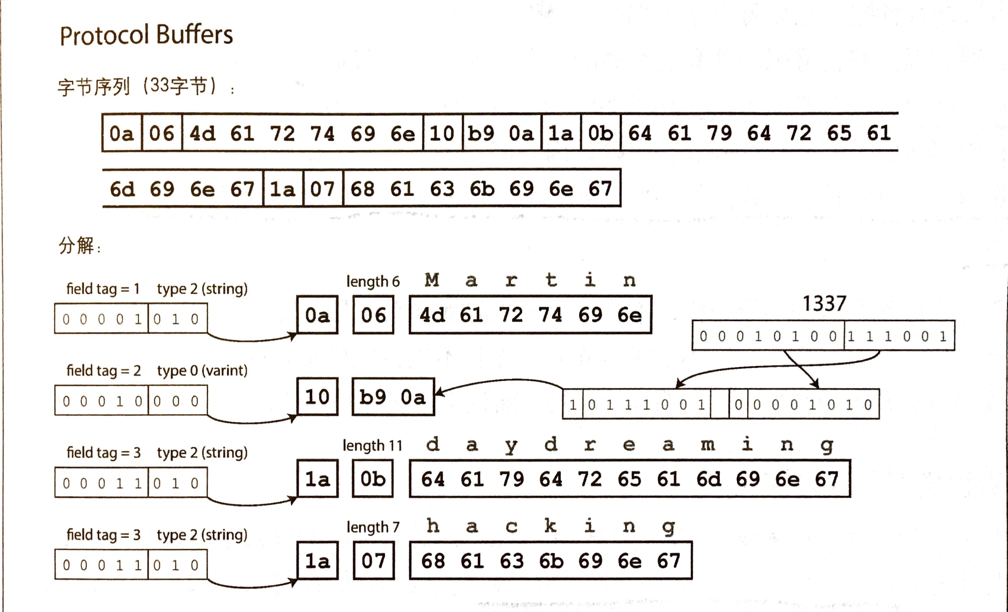 Protocol Buffers
字节序列（33字节）：
0a 06 4d 61 72 74 69 6e 10 b9 0a 1a 0b 64 61 79 64 72 65 61
6d 69 6e 67 1a 07 68 61 63 6b 69 6e 67
分解：
field tag = 1 type 2 (string) length 6 M a r t i n
0 0 0 0 1 0 1 0 0a 06 4d 61 72 74 69 6e
1337
0 0 0 1 0 1 0 0 1 1 1 0 0 1
field tag = 2 type 0 (varint)
0 0 0 1 0 0 0 0 10 b9 0a 1 0 1 1 1 0 0 1 0 0 0 0 1 0 1 0
field tag = 3 type 2 (string) length 11 d a y d r e a m i n g
0 0 0 1 1 0 1 0 1a 0b 64 61 79 64 72 65 61 6d 69 6e 67
field tag = 3 type 2 (string) length 7 h a c k i n g
0 0 0 1 1 0 1 0 1a 07 68 61 63 6b 69 6e 67